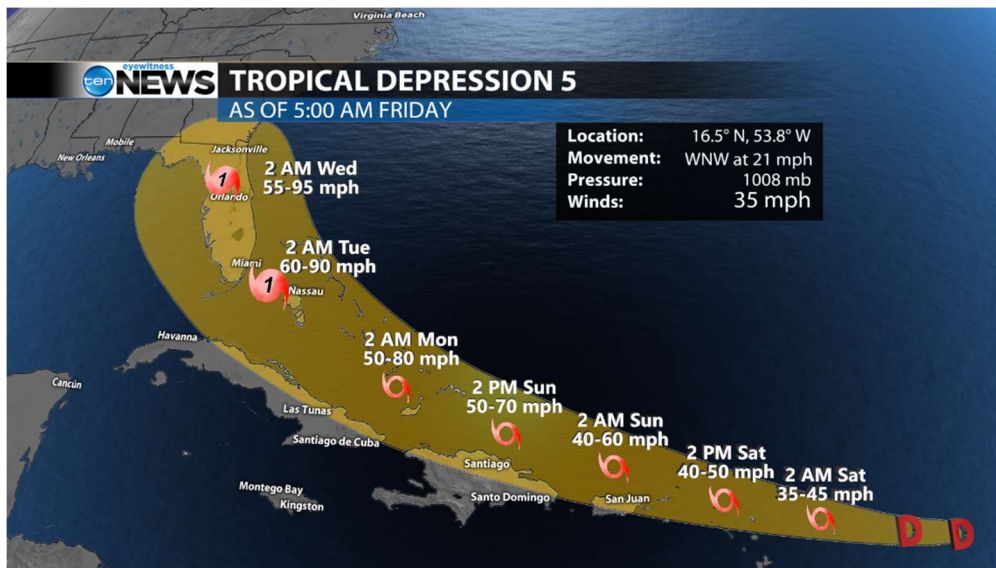 Virginia Beach
eyewitness
ten NEWS
TROPICAL DEPRESSION 5
AS OF 5:00 AM FRIDAY
Location: 16.5° N, 53.8° W
Movement: WNW at 21 mph
Pressure: 1008 mb
Winds: 35 mph
Mobile
New Orleans
Jacksonville
1
2 AM Wed
55-95 mph
Orlando
2 AM Tue
60-90 mph
Miami
1
Nassau
Havanna
2 AM Mon
50-80 mph
Cancún
2 PM Sun
50-70 mph
Las Tunas
2 AM Sun
40-60 mph
Santiago de Cuba
2 PM Sat
40-50 mph
Santiago
2 AM Sat
35-45 mph
Montego Bay
Kingston
Santo Domingo
San Juan
D
D